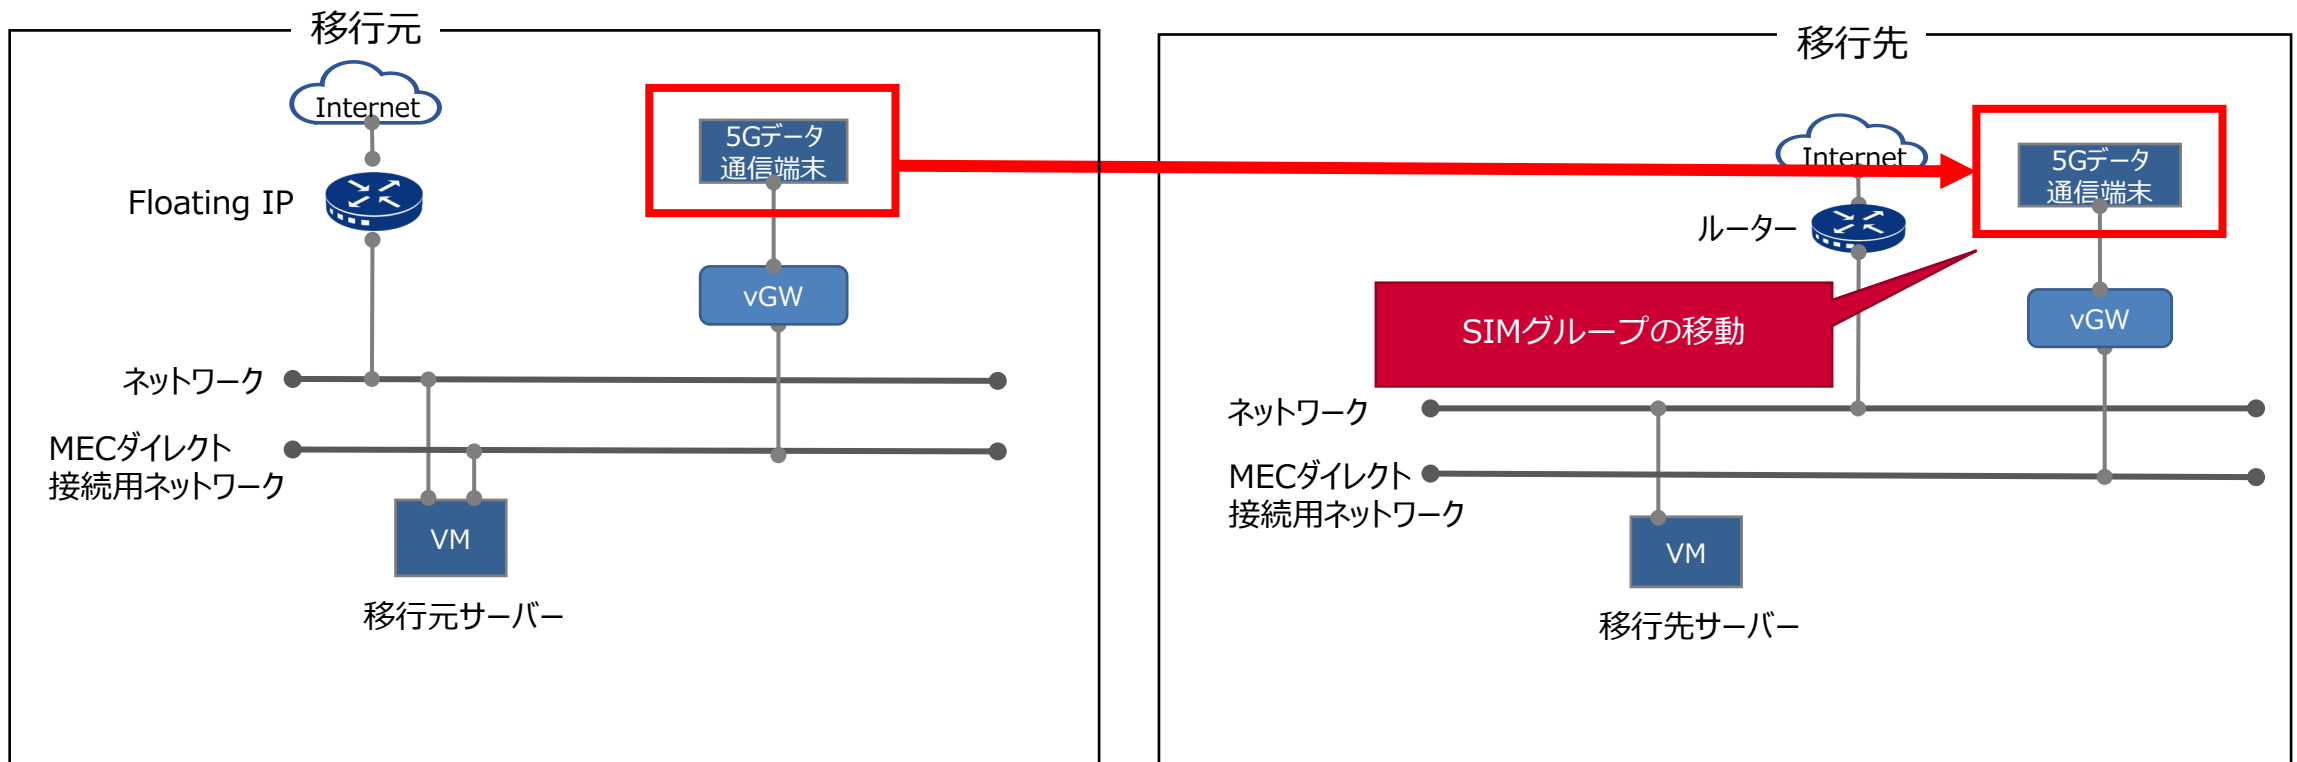 移行元
Internet
5Gデータ
通信端末
Floating IP
vGW
ネットワーク
MECダイレクト
接続用ネットワーク
VM
移行元サーバー
移行先
Internet
5Gデータ
通信端末
ルーター
vGW
SIMグループの移動
ネットワーク
MECダイレクト
接続用ネットワーク
VM
移行先サーバー